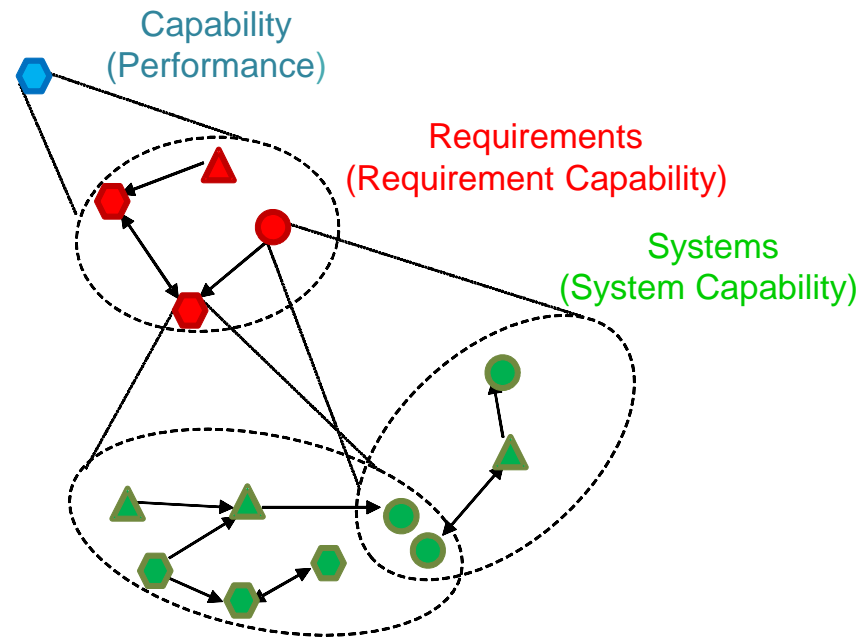 Capability
(Performance)
Requirements
(Requirement Capability)
Systems
(System Capability)